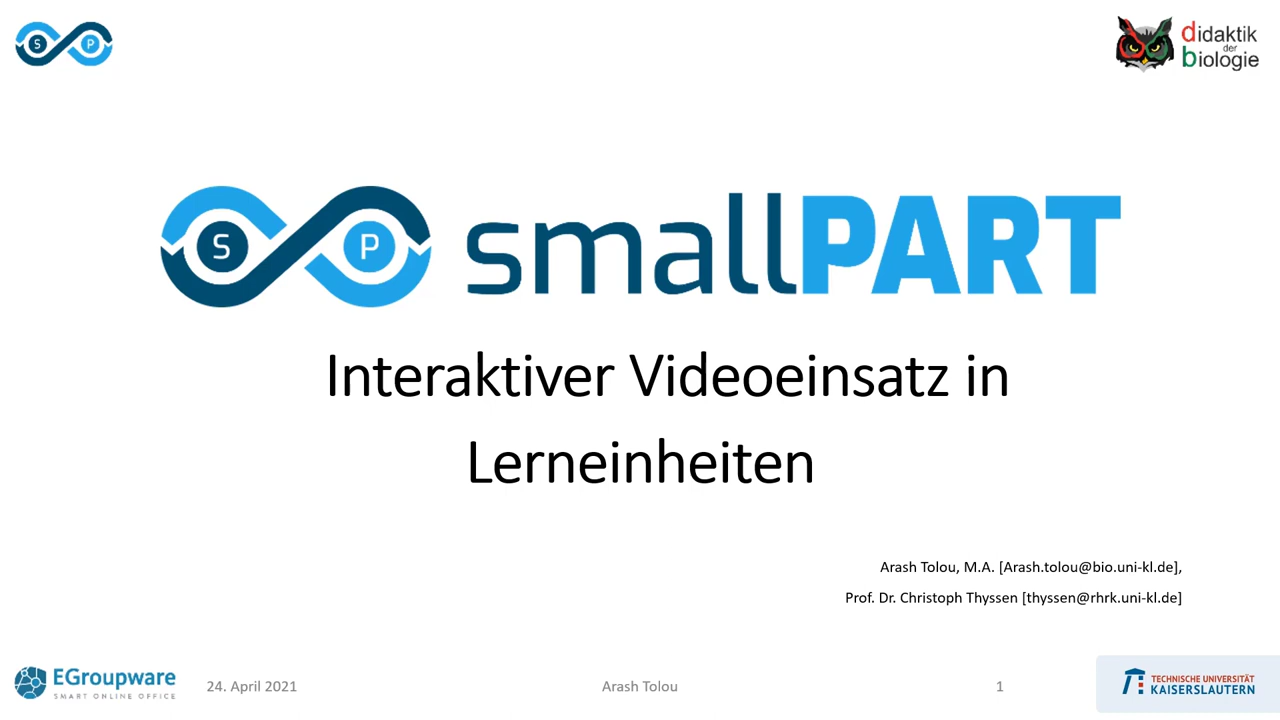 S P
didaktik
der
biologie
S P smallPART
Interaktiver Videoeinsatz in
Lerneinheiten
Arash Tolou, M.A. [Arash.tolou@bio.uni-kl.de],
Prof. Dr. Christoph Thyssen [thyssen@rhrk.uni-kl.de]
EGroupware
SMART ONLINE OFFICE
24. April 2021
Arash Tolou
1
TECHNISCHE UNIVERSITÄT
KAISERSLAUTERN